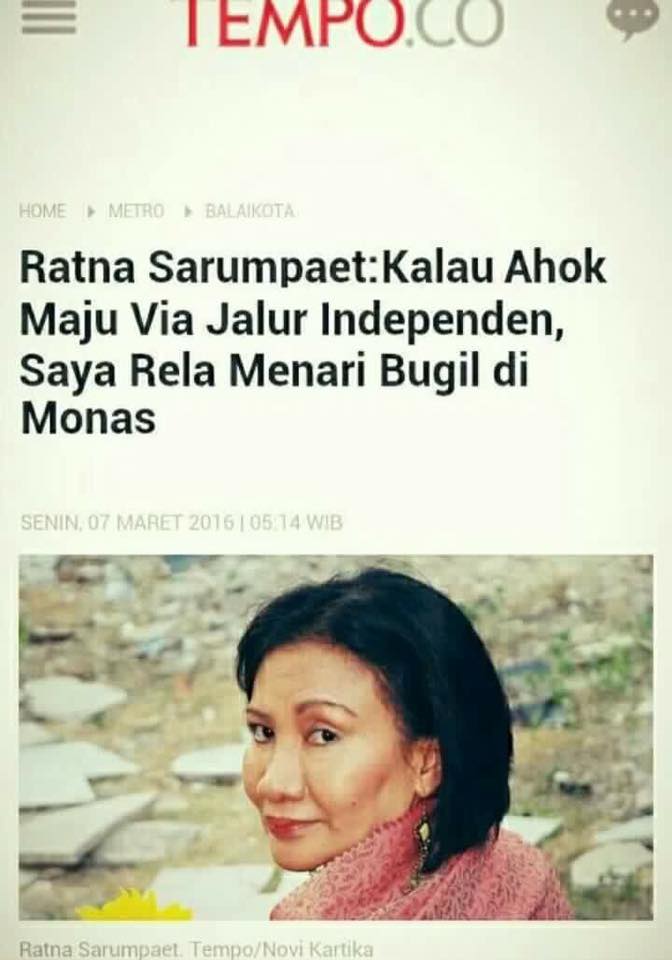 TEMPO.CO
HOME METRO BALAIKOTA
Ratna Sarumpaet:Kalau Ahok
Maju Via Jalur Independen,
Saya Rela Menari Bugil di
Monas
SENIN, 07 MARET 2016 | 05:14 WIB
Ratna Sarumpaet. Tempo/Novi Kartika